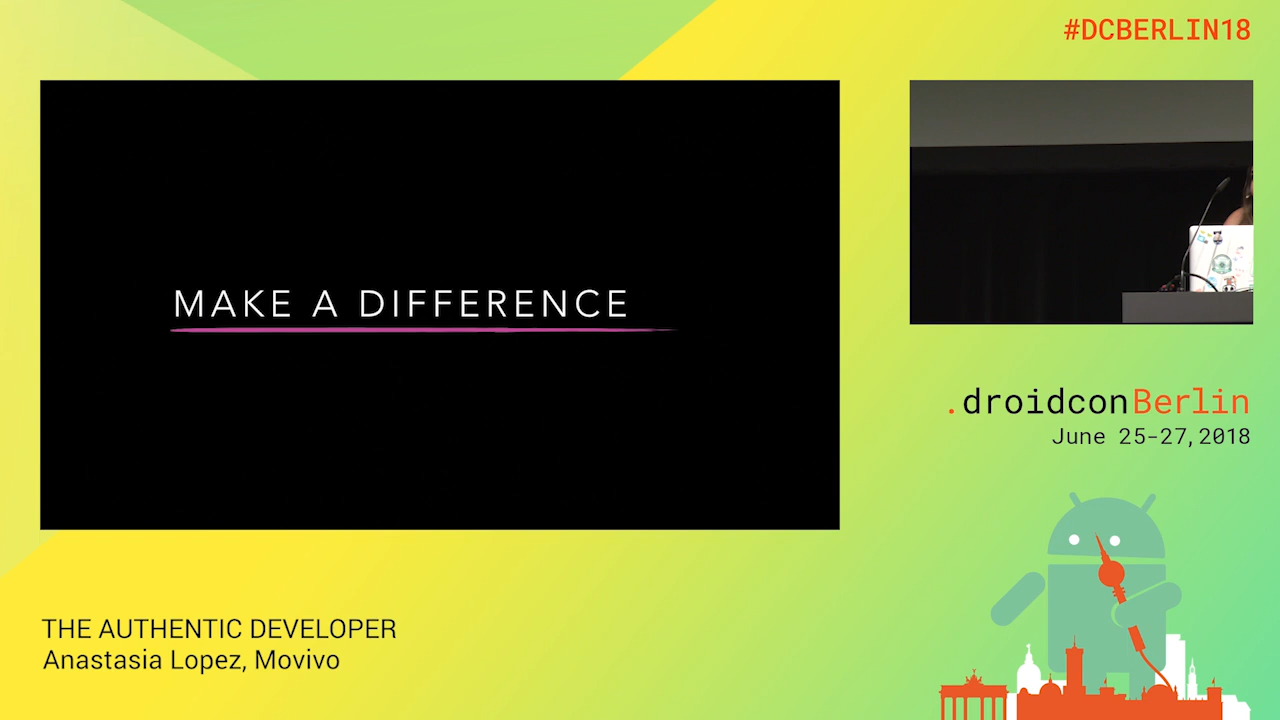 #DCBERLIN18
MAKE A DIFFERENCE
.droidconBerlin
June 25-27, 2018
THE AUTHENTIC DEVELOPER
Anastasia Lopez, Movivo